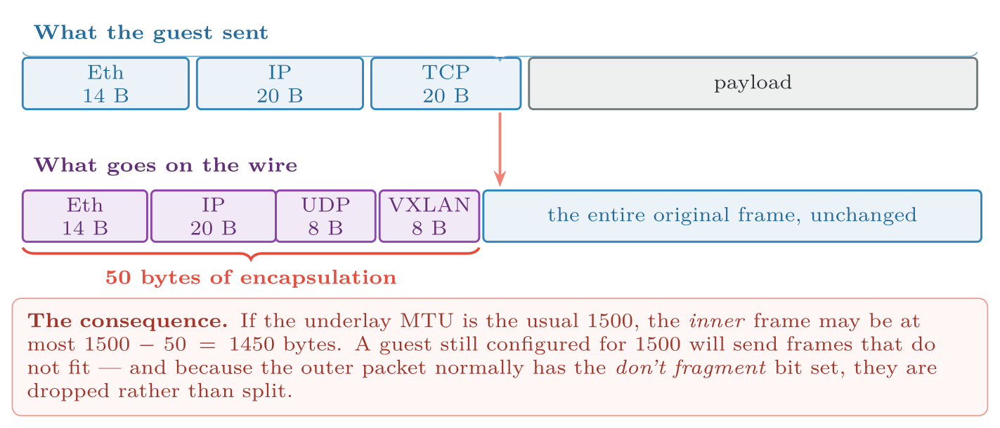 What the guest sent
Eth IP TCP payload
14 B 20 B 20 B
What goes on the wire
Eth IP UDP VXLAN the entire original frame, unchanged
14 B 20 B 8 B 8 B
50 bytes of encapsulation
The consequence. If the underlay MTU is the usual 1500, the inner frame may be at
most 1500 − 50 = 1450 bytes. A guest still configured for 1500 will send frames that do
not fit — and because the outer packet normally has the don't fragment bit set, they are
dropped rather than split.